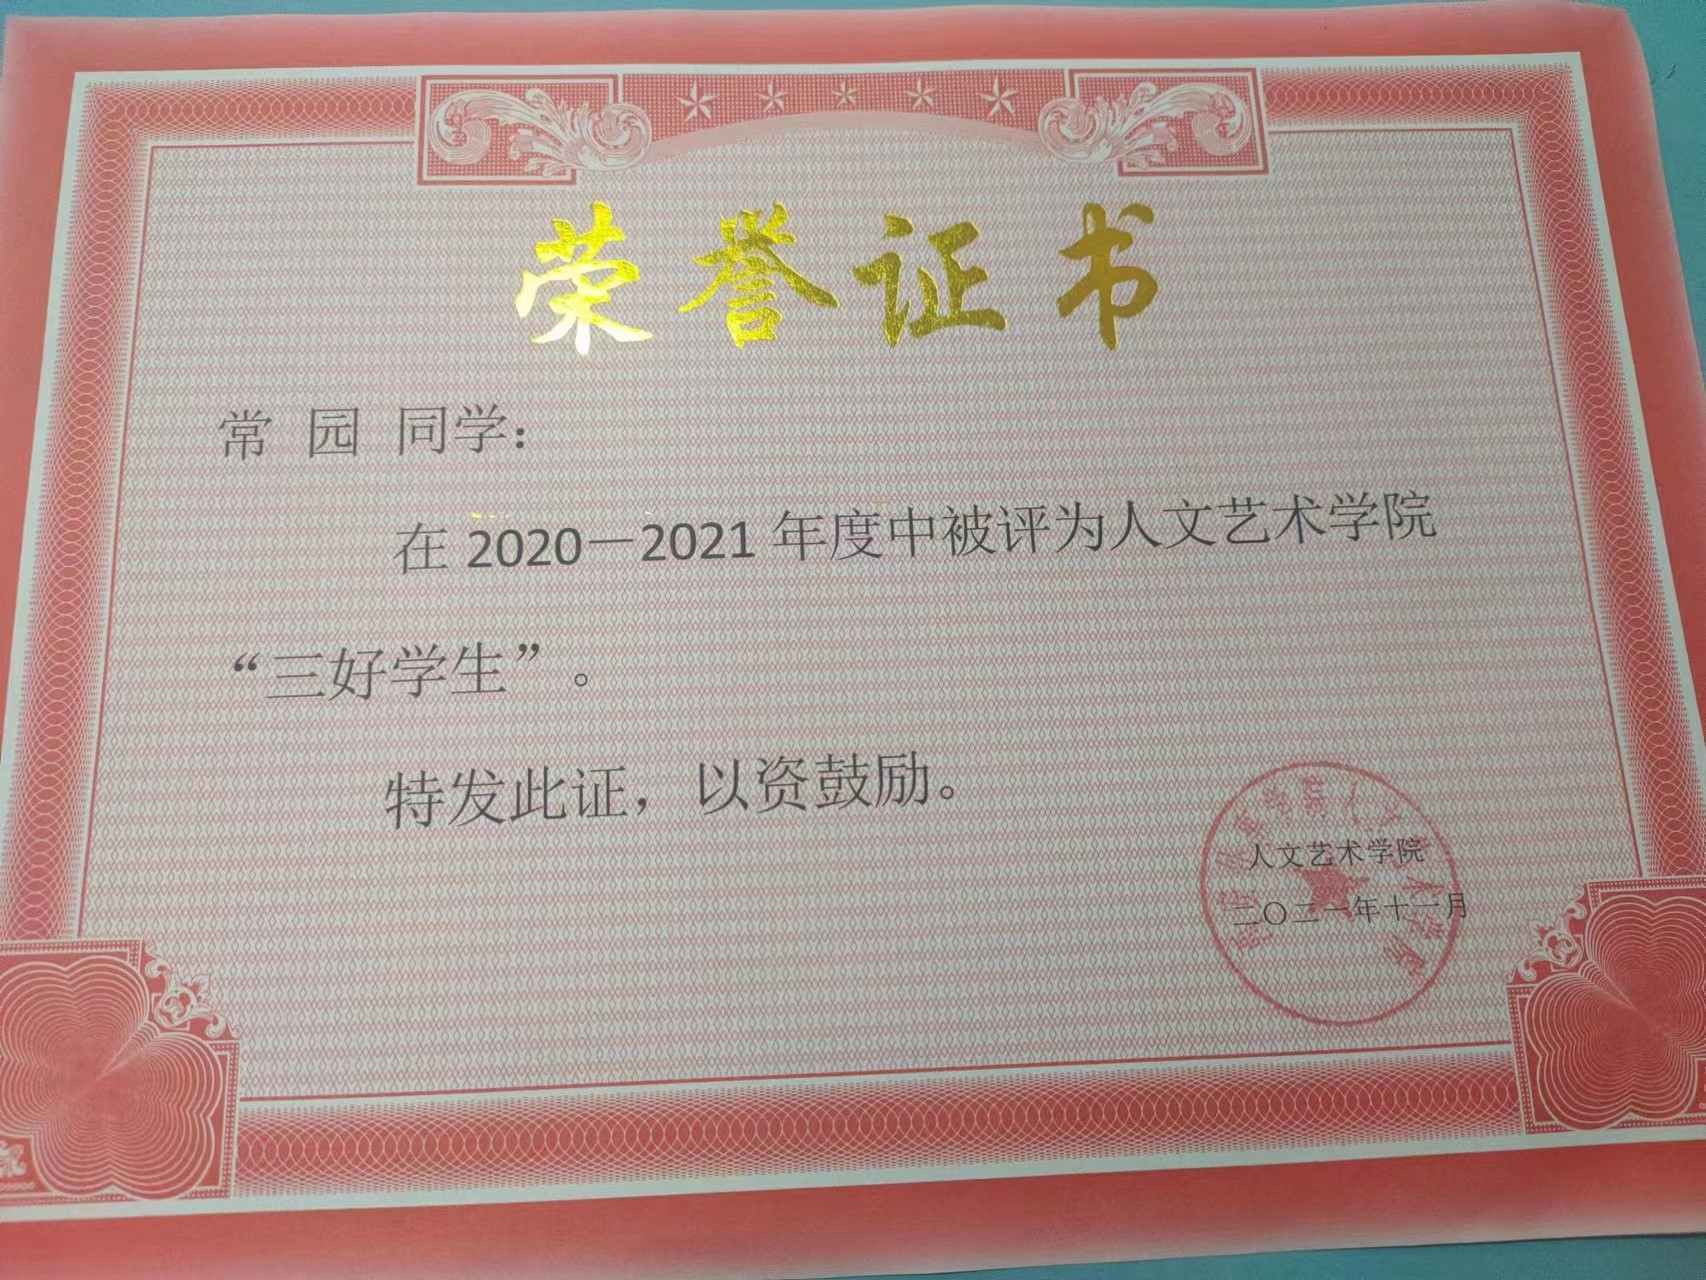 荣誉证书
常 园 同学：
在 2020－2021 年度中被评为人文艺术学院
“三好学生”。
特发此证，以资鼓励。
人文艺术学院
二〇二一年十一月